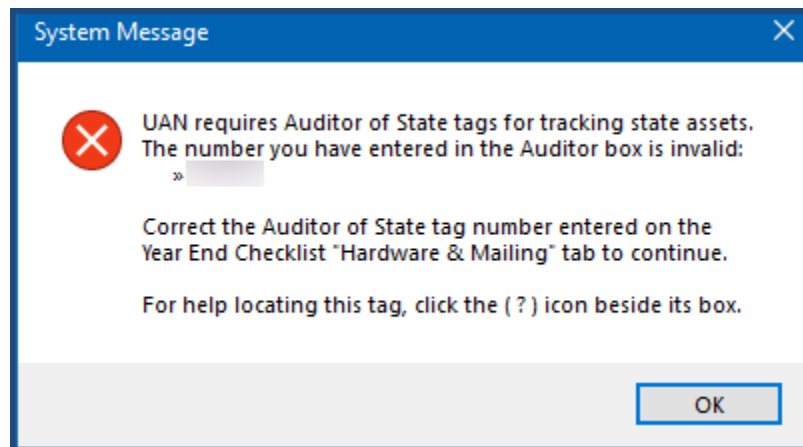 System Message
UAN requires Auditor of State tags for tracking state assets.
The number you have entered in the Auditor box is invalid:
»
Correct the Auditor of State tag number entered on the
Year End Checklist "Hardware & Mailing" tab to continue.
For help locating this tag, click the ( ? ) icon beside its box.
OK